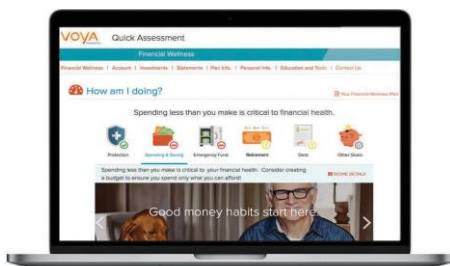 VOYA Quick Assessment
FINANCIAL
Financial Wellness
Financial Wellness | Account | Investments | Statements | Plan Info. | Personal Info. | Education and Tools | Contact Us
How am I doing?
Your Financial Wellness Plan
Spending less than you make is critical to financial health.
Protection Spending & Saving Emergency Fund Retirement Debt Other Goals
Spending less than you make is critical to your financial health. Consider creating
a budget to ensure you spend only what you can afford!
Good money habits start here.